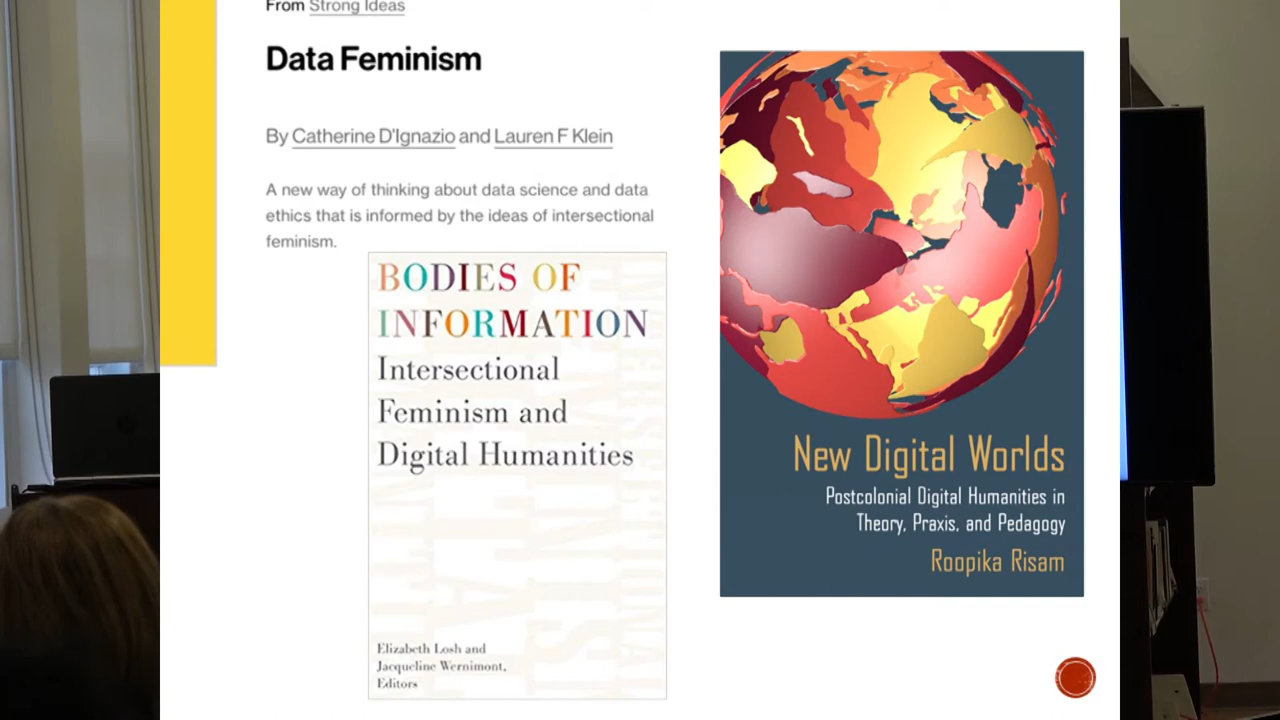 From Strong Ideas
Data Feminism
By Catherine D'Ignazio and Lauren F Klein
A new way of thinking about data science and data
ethics that is informed by the ideas of intersectional
feminism.
BODIES OF
INFORMATION
Intersectional
Feminism and
Digital Humanities
Elizabeth Losh and
Jacqueline Wernimont,
Editors
New Digital Worlds
Postcolonial Digital Humanities in
Theory, Praxis, and Pedagogy
Roopika Risam